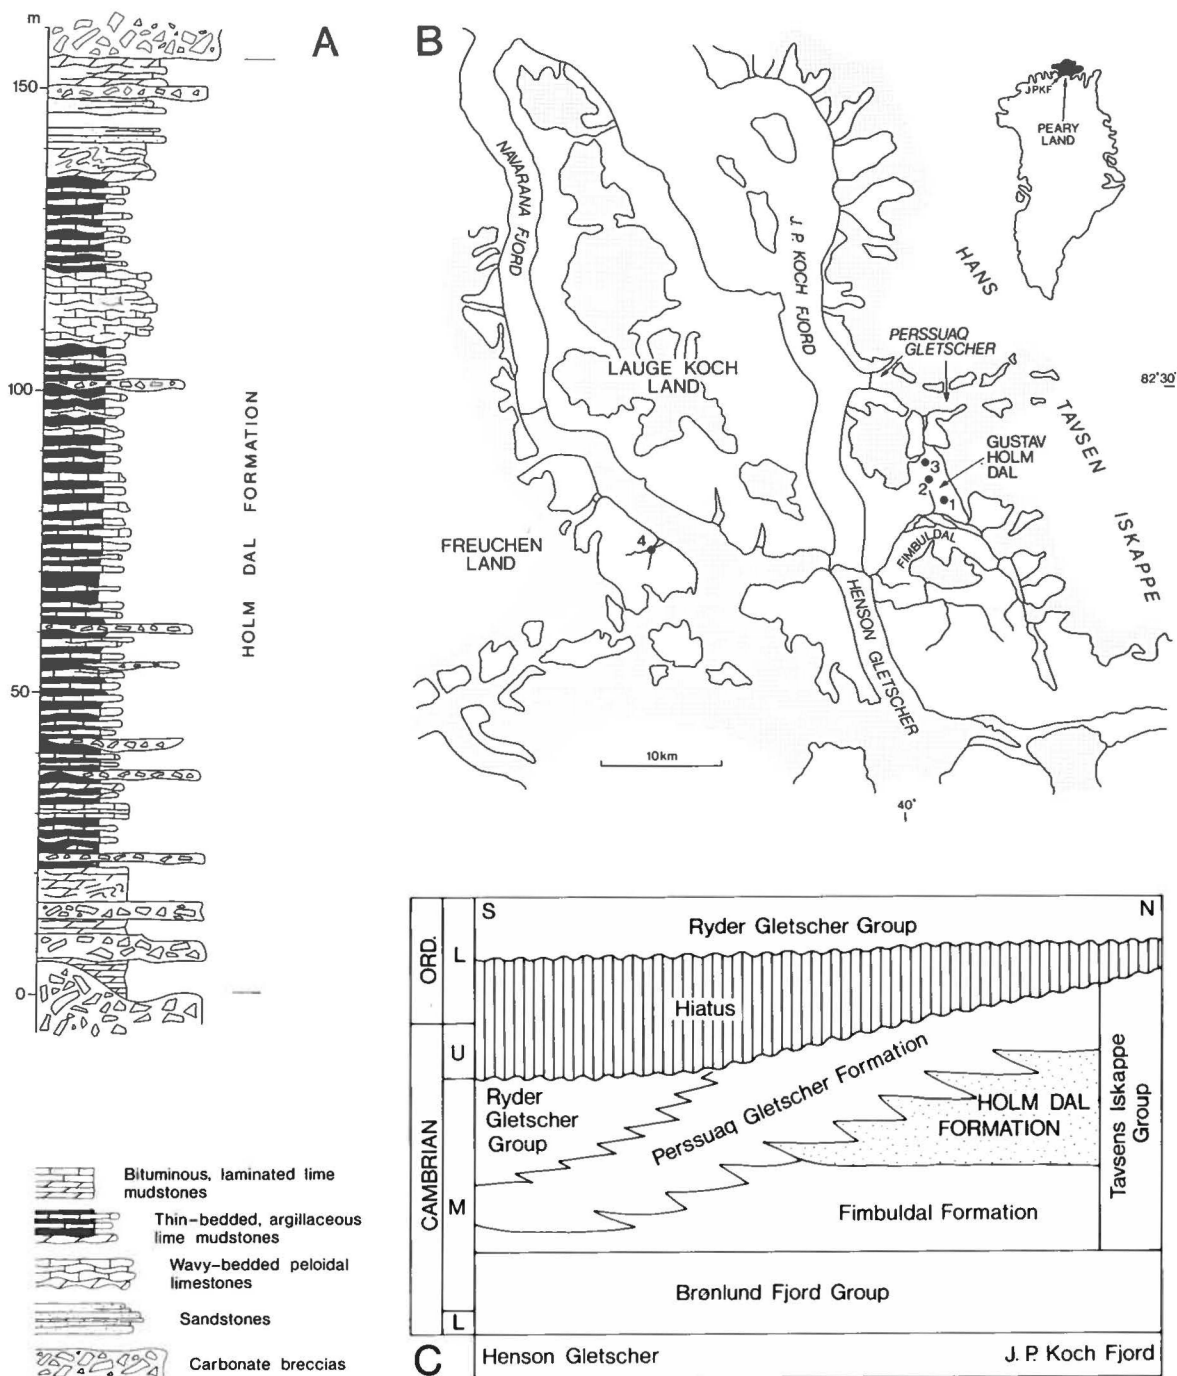 m
A
150
100
50
0
HOLM DAL FORMATION
Bituminous, laminated lime
mudstones
Thin-bedded, argillaceous
lime mudstones
Wavy-bedded peloidal
limestones
Sandstones
Carbonate breccias
B
NAVARANA FJORD
J. P. KOCH FJORD
LAUGE KOCH
LAND
FREUCHEN
LAND
4
HANS
TAVSEN
ISKAPPE
PERSSUAQ
GLETSCHER
82°30'
GUSTAV
HOLM
DAL
3
2
1
FIMBULDAL
HENSON GLETSCHER
10km
40°
JPKF
PEARY
LAND
C
ORD.
L
CAMBRIAN
U
M
L
S
N
Ryder Gletscher Group
Hiatus
Ryder
Gletscher
Group
Perssuaq Gletscher Formation
HOLM DAL
FORMATION
Fimbuldal Formation
Tavsens Iskappe
Group
Brønlund Fjord Group
Henson Gletscher
J. P. Koch Fjord